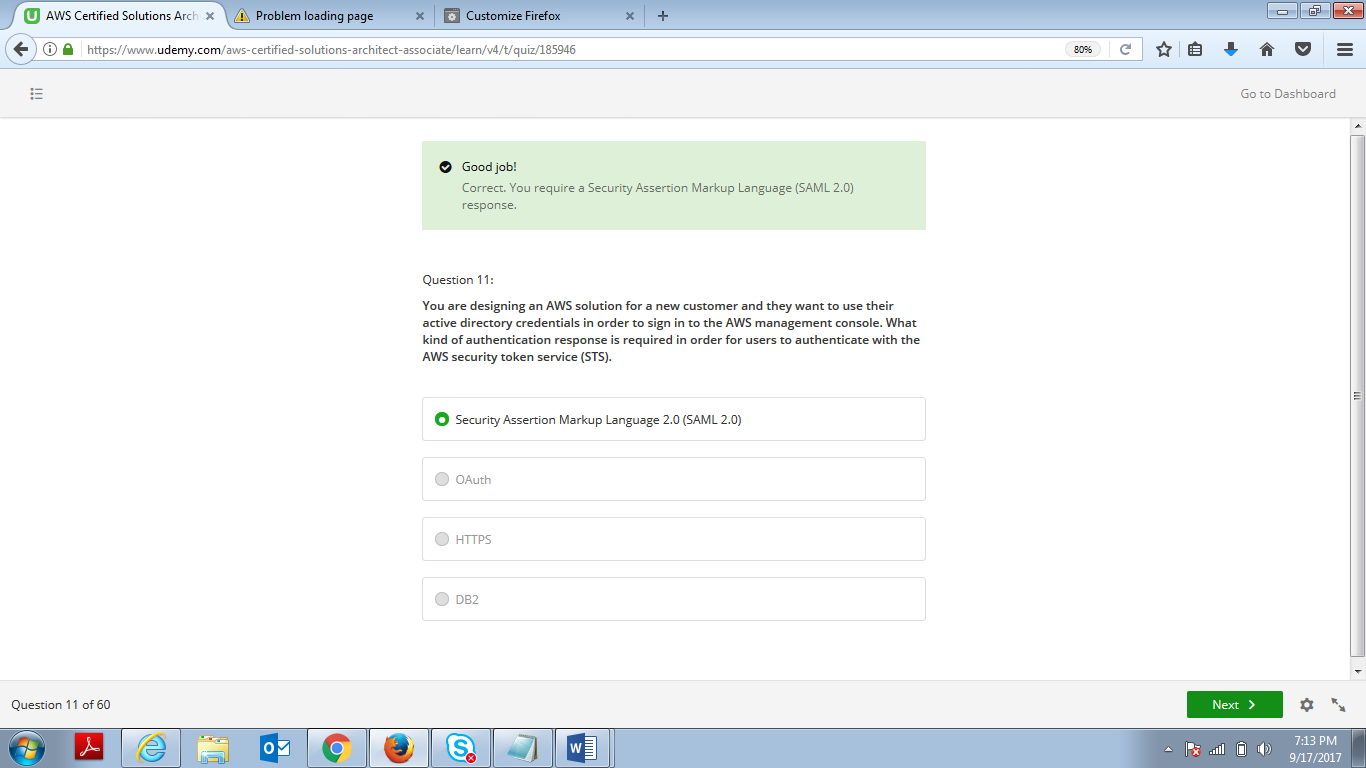 AWS Certified Solutions Arch
Problem loading page
Customize Firefox
https://www.udemy.com/aws-certified-solutions-architect-associate/learn/v4/t/quiz/185946
80%
Go to Dashboard
Good job!
Correct. You require a Security Assertion Markup Language (SAML 2.0)
response.
Question 11:
You are designing an AWS solution for a new customer and they want to use their
active directory credentials in order to sign in to the AWS management console. What
kind of authentication response is required in order for users to authenticate with the
AWS security token service (STS).
Security Assertion Markup Language 2.0 (SAML 2.0)
OAuth
HTTPS
DB2
Question 11 of 60
Next
7:13 PM
9/17/2017